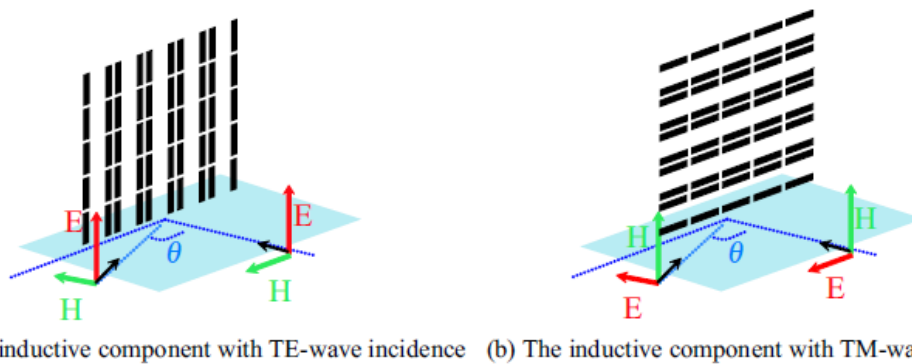 E
E
θ
H
H
H
H
θ
E
E
inductive component with TE-wave incidence
(b) The inductive component with TM-wa